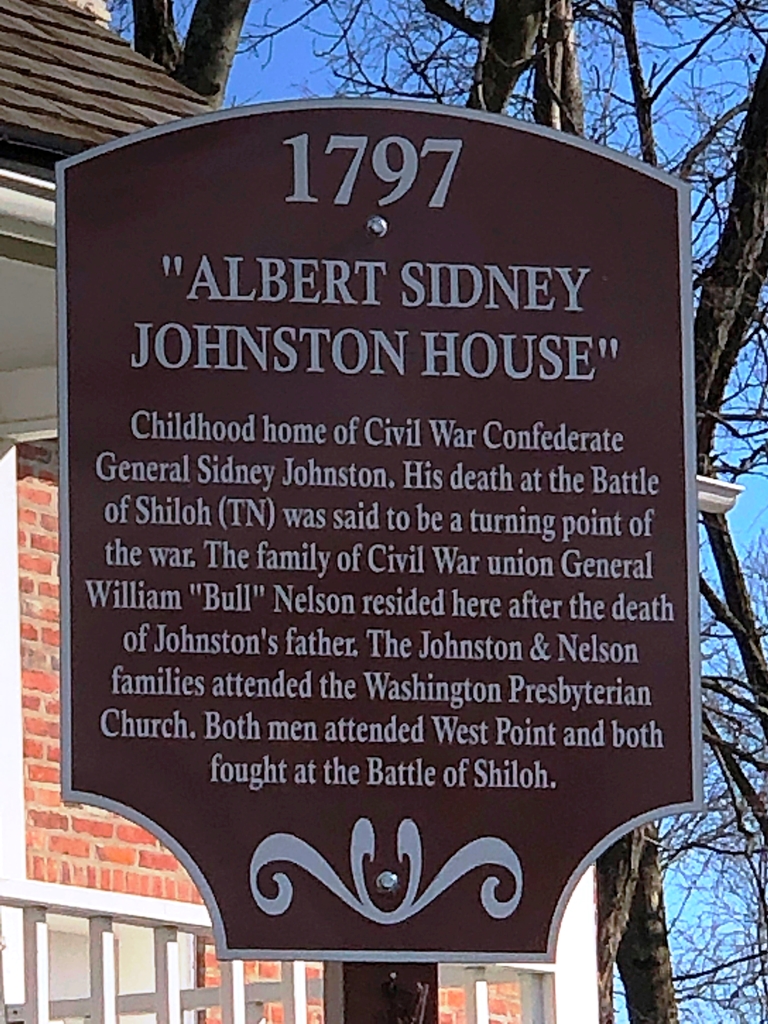 1797
"ALBERT SIDNEY
JOHNSTON HOUSE"
Childhood home of Civil War Confederate
General Sidney Johnston. His death at the Battle
of Shiloh (TN) was said to be a turning point of
the war. The family of Civil War union General
William "Bull" Nelson resided here after the death
of Johnston's father. The Johnston & Nelson
families attended the Washington Presbyterian
Church. Both men attended West Point and both
fought at the Battle of Shiloh.